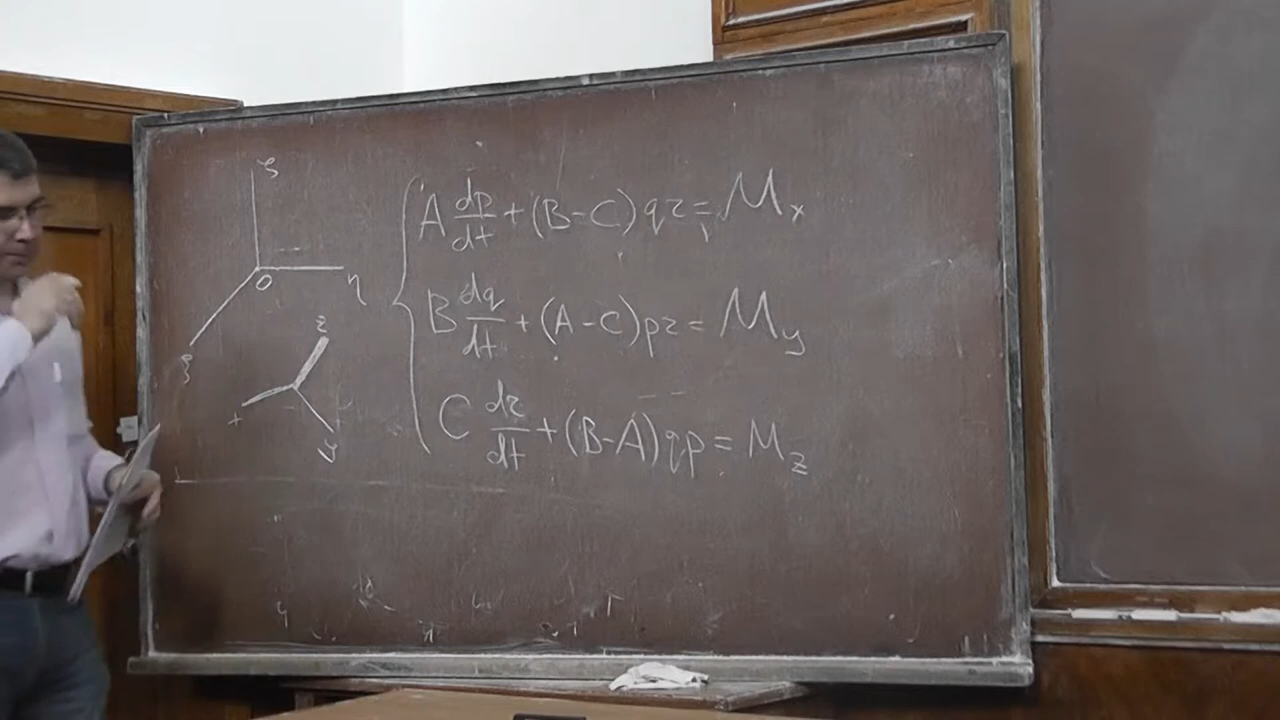 ζ
O
η
ξ
z
x
y
A dp/dt + (B-C) qr = Mx
B dq/dt + (A-C) pr = My
C dr/dt + (B-A) qp = Mz